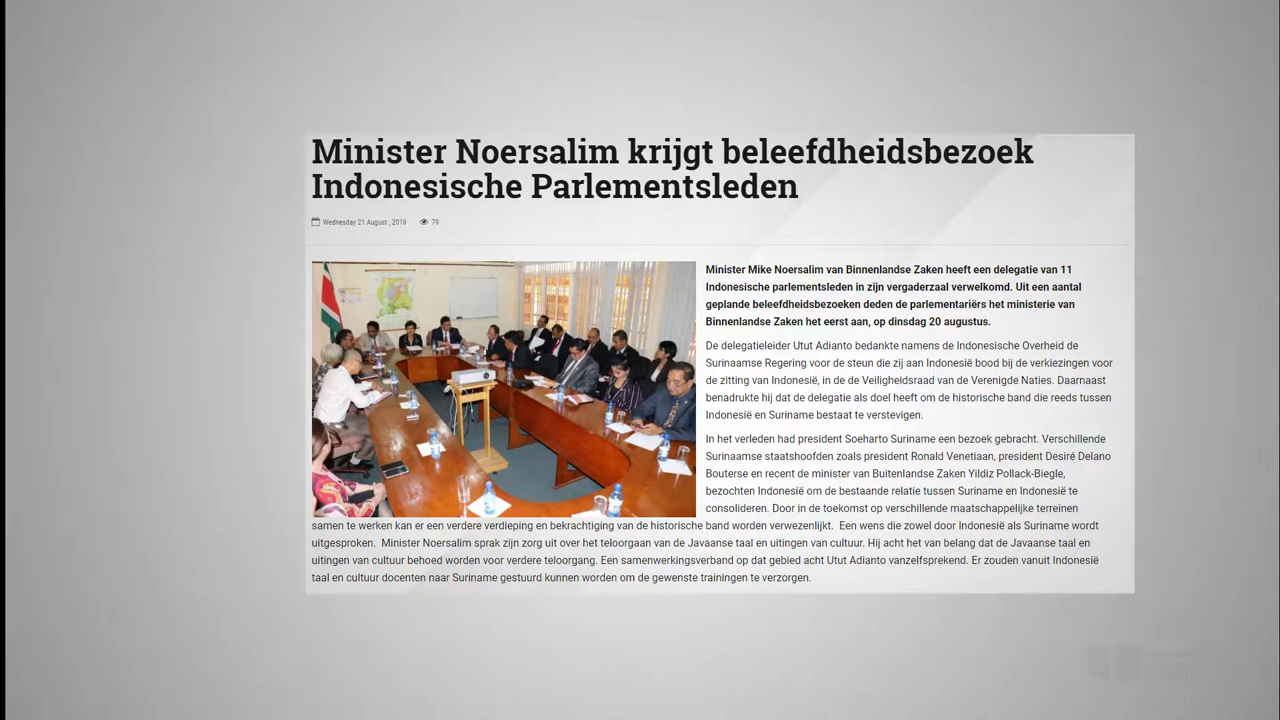 Minister Noersalim krijgt beleefdheidsbezoek
Indonesische Parlementsleden
Wednesday 21 August , 2019 79
Minister Mike Noersalim van Binnenlandse Zaken heeft een delegatie van 11
Indonesische parlementsleden in zijn vergaderzaal verwelkomd. Uit een aantal
geplande beleefdheidsbezoeken deden de parlementariërs het ministerie van
Binnenlandse Zaken het eerst aan, op dinsdag 20 augustus.
De delegatieleider Utut Adianto bedankte namens de Indonesische Overheid de
Surinaamse Regering voor de steun die zij aan Indonesië bood bij de verkiezingen voor
de zitting van Indonesië, in de de Veiligheidsraad van de Verenigde Naties. Daarnaast
benadrukte hij dat de delegatie als doel heeft om de historische band die reeds tussen
Indonesië en Suriname bestaat te verstevigen.
In het verleden had president Soeharto Suriname een bezoek gebracht. Verschillende
Surinaamse staatshoofden zoals president Ronald Venetiaan, president Desiré Delano
Bouterse en recent de minister van Buitenlandse Zaken Yildiz Pollack-Biegle,
bezochten Indonesië om de bestaande relatie tussen Suriname en Indonesië te
consolideren. Door in de toekomst op verschillende maatschappelijke terreinen
samen te werken kan er een verdere verdieping en bekrachtiging van de historische band worden verwezenlijkt. Een wens die zowel door Indonesië als Suriname wordt
uitgesproken. Minister Noersalim sprak zijn zorg uit over het teloorgaan van de Javaanse taal en uitingen van cultuur. Hij acht het van belang dat de Javaanse taal en
uitingen van cultuur behoed worden voor verdere teloorgang. Een samenwerkingsverband op dat gebied acht Utut Adianto vanzelfsprekend. Er zouden vanuit Indonesië
taal en cultuur docenten naar Suriname gestuurd kunnen worden om de gewenste trainingen te verzorgen.